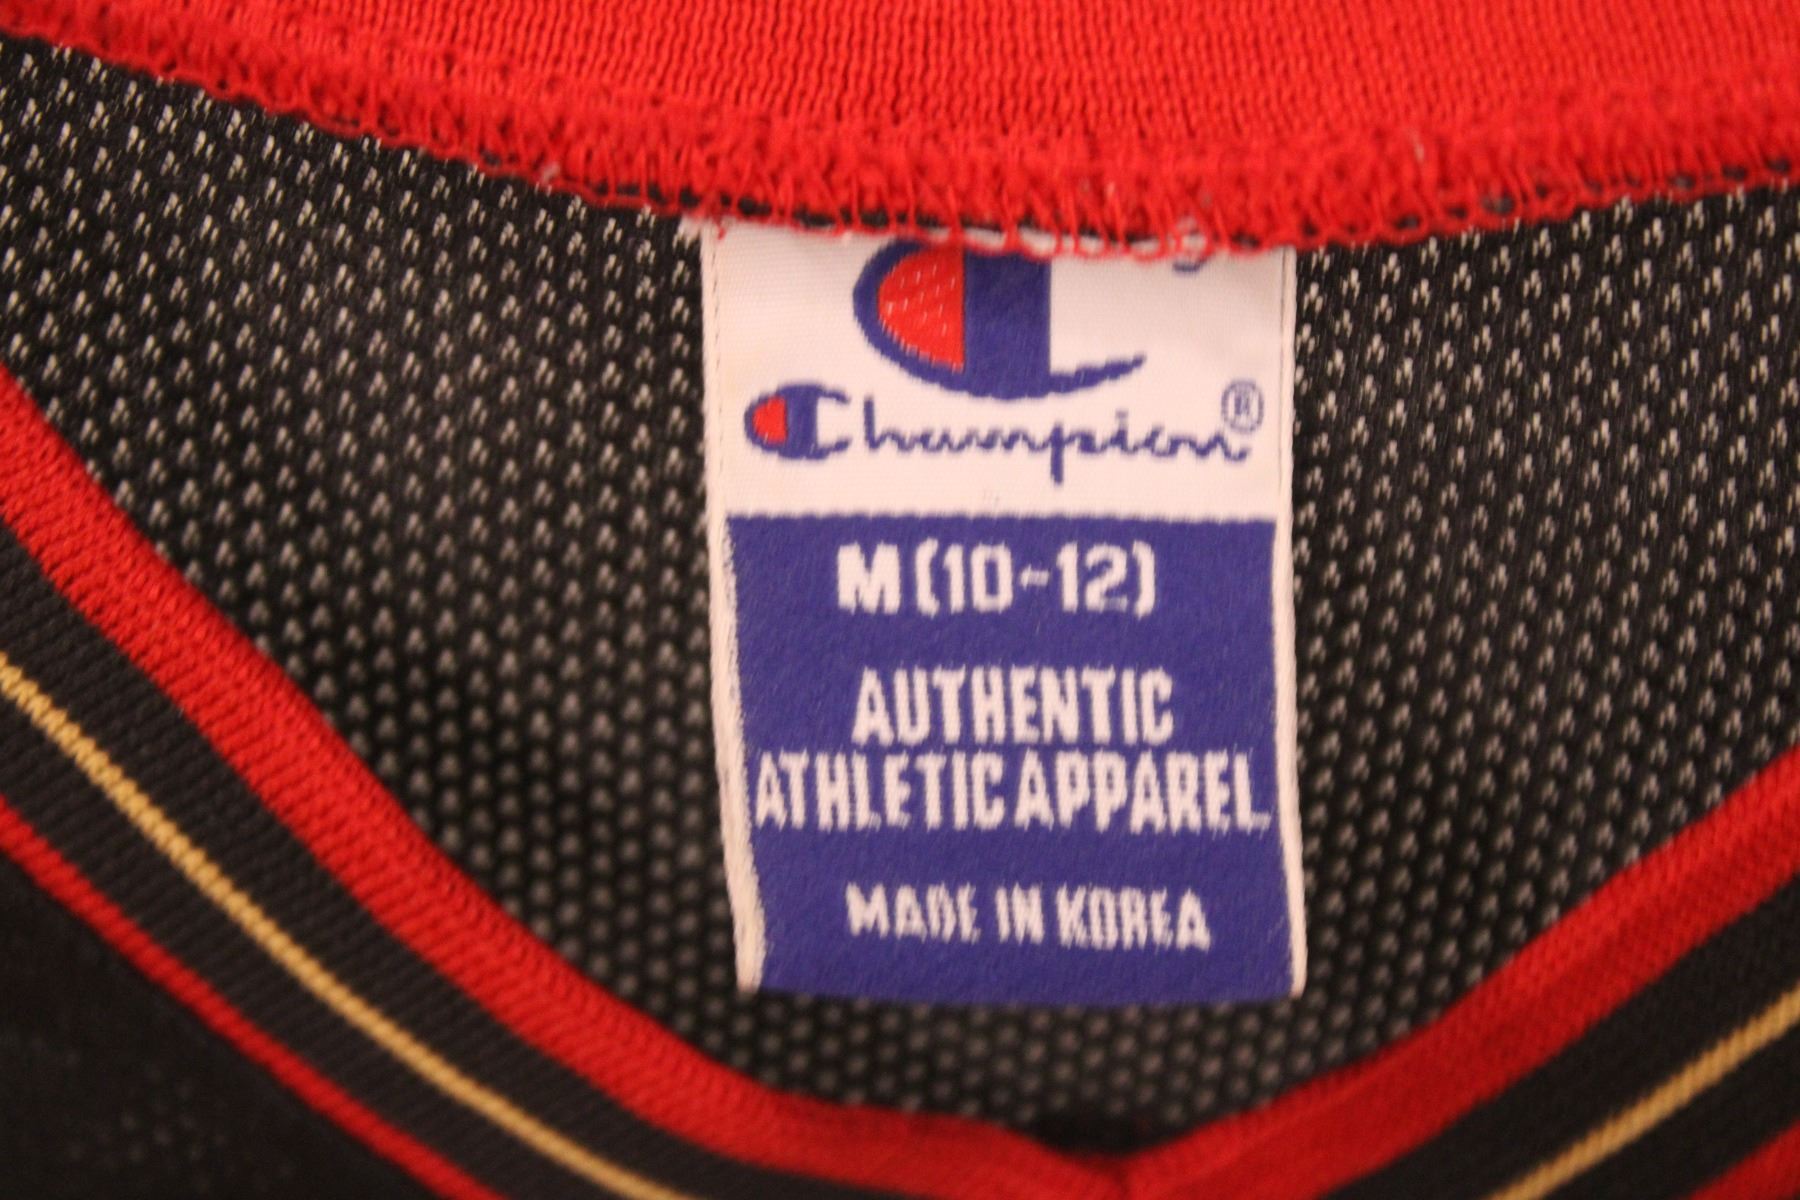 Champion®
M (10-12)
AUTHENTIC
ATHLETIC APPAREL
MADE IN KOREA